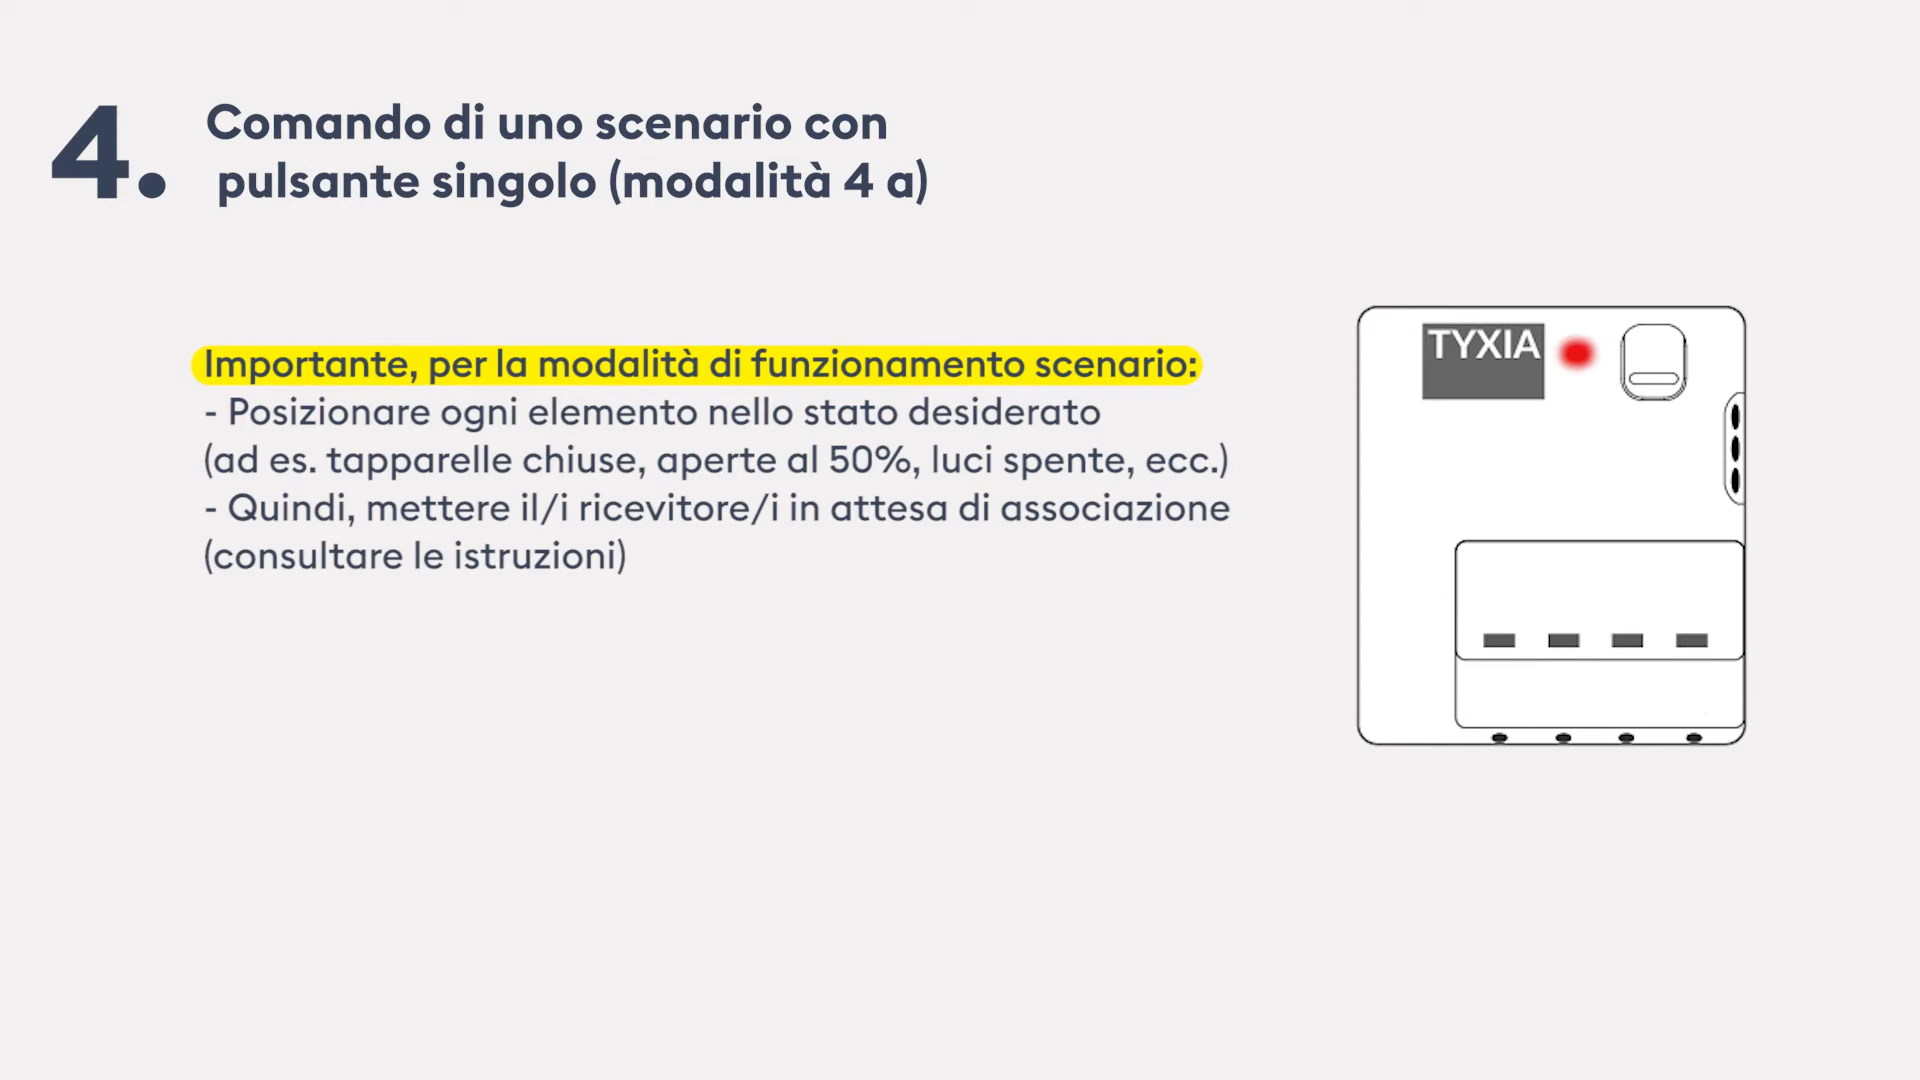 4.
Comando di uno scenario con
pulsante singolo (modalità 4 a)
Importante, per la modalità di funzionamento scenario:
- Posizionare ogni elemento nello stato desiderato
(ad es. tapparelle chiuse, aperte al 50%, luci spente, ecc.)
- Quindi, mettere il/i ricevitore/i in attesa di associazione
(consultare le istruzioni)
TYXIA